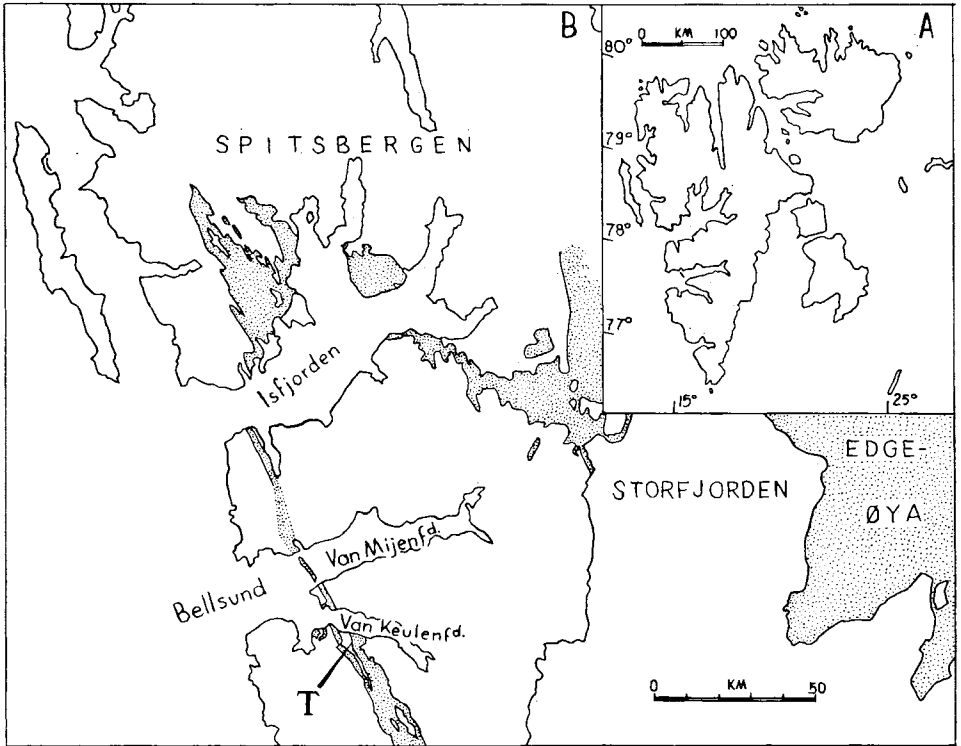 B
A
0 KM 100
80°
79°
78°
77°
15°
25°
SPITSBERGEN
Isfjorden
EDGE-
ØYA
STORFJORDEN
Van Mijenfd.
Bellsund
Van Keulenfd.
T
0 KM 50